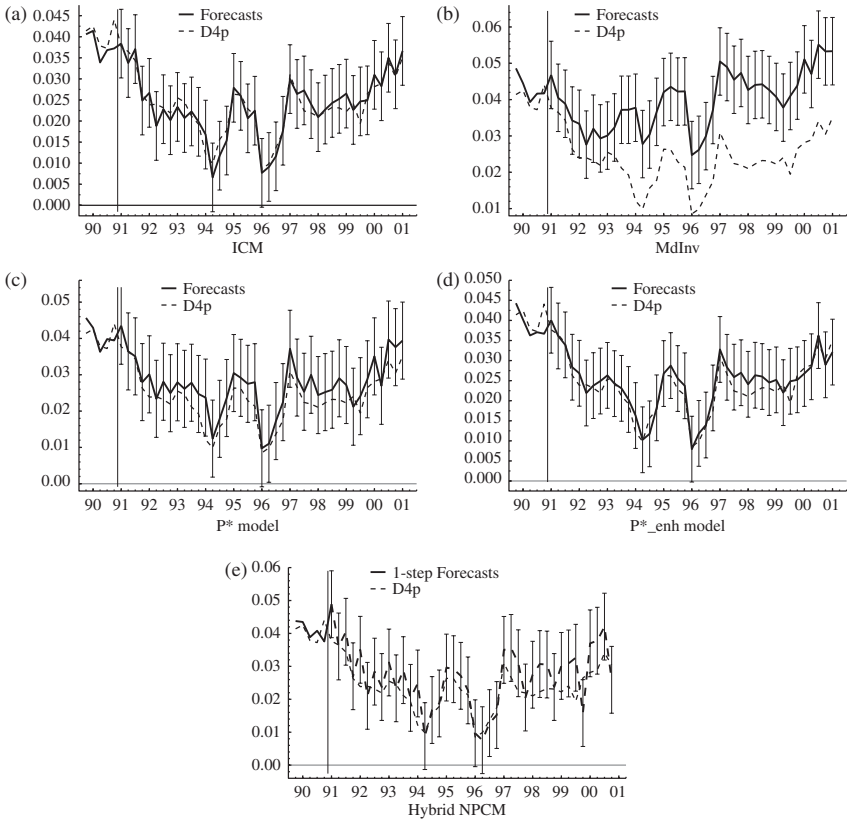 (a)
Forecasts
D4p
0.045
0.040
0.035
0.030
0.025
0.020
0.015
0.010
0.005
0.000
90 91 92 93 94 95 96 97 98 99 00 01
ICM
(b)
Forecasts
D4p
0.06
0.05
0.04
0.03
0.02
0.01
90 91 92 93 94 95 96 97 98 99 00 01
MdInv
(c)
Forecasts
D4p
0.05
0.04
0.03
0.02
0.01
0.00
90 91 92 93 94 95 96 97 98 99 00 01
P* model
(d)
Forecasts
D4p
0.050
0.045
0.040
0.035
0.030
0.025
0.020
0.015
0.010
0.005
0.000
90 91 92 93 94 95 96 97 98 99 00 01
P*_enh model
(e)
1-step Forecasts
D4p
0.06
0.05
0.04
0.03
0.02
0.01
0.00
90 91 92 93 94 95 96 97 98 99 00 01
Hybrid NPCM